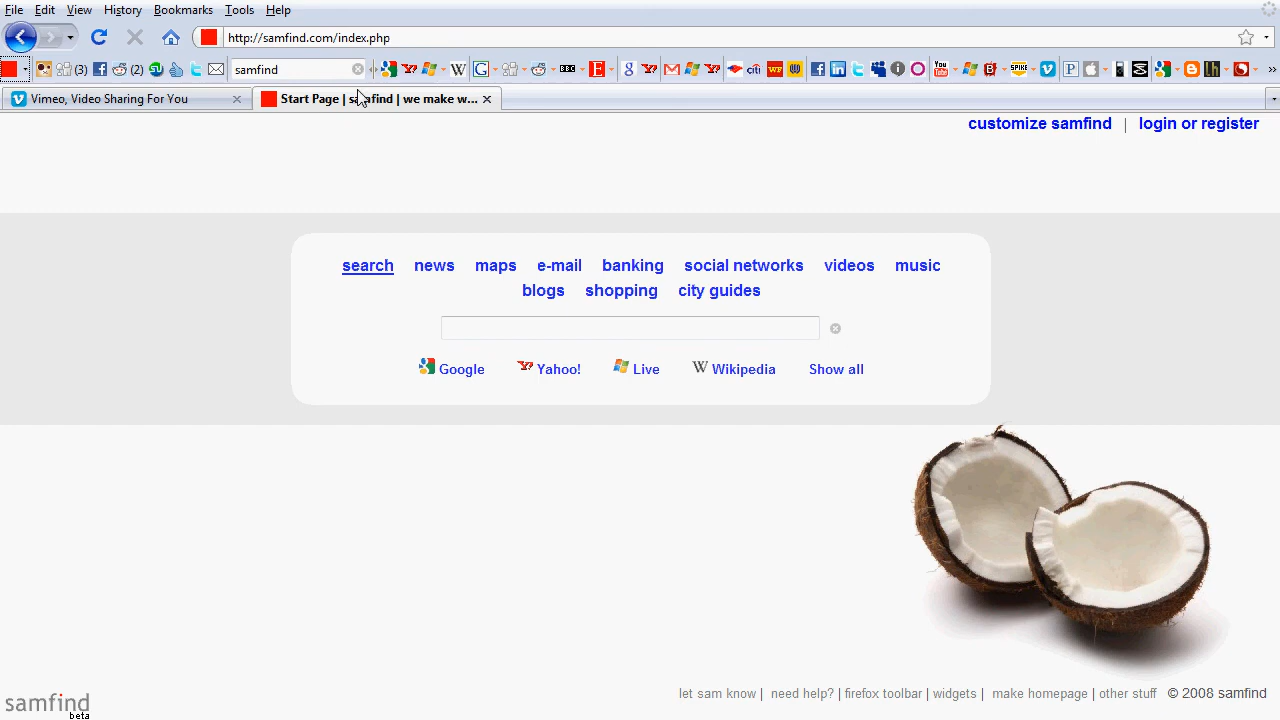 File Edit View History Bookmarks Tools Help
http://samfind.com/index.php
(3) (2) samfind
Vimeo, Video Sharing For You
Start Page | samfind | we make w...
customize samfind | login or register
search news maps e-mail banking social networks videos music
blogs shopping city guides
Google Yahoo! Live Wikipedia Show all
let sam know | need help? | firefox toolbar | widgets | make homepage | other stuff © 2008 samfind
samfind
beta